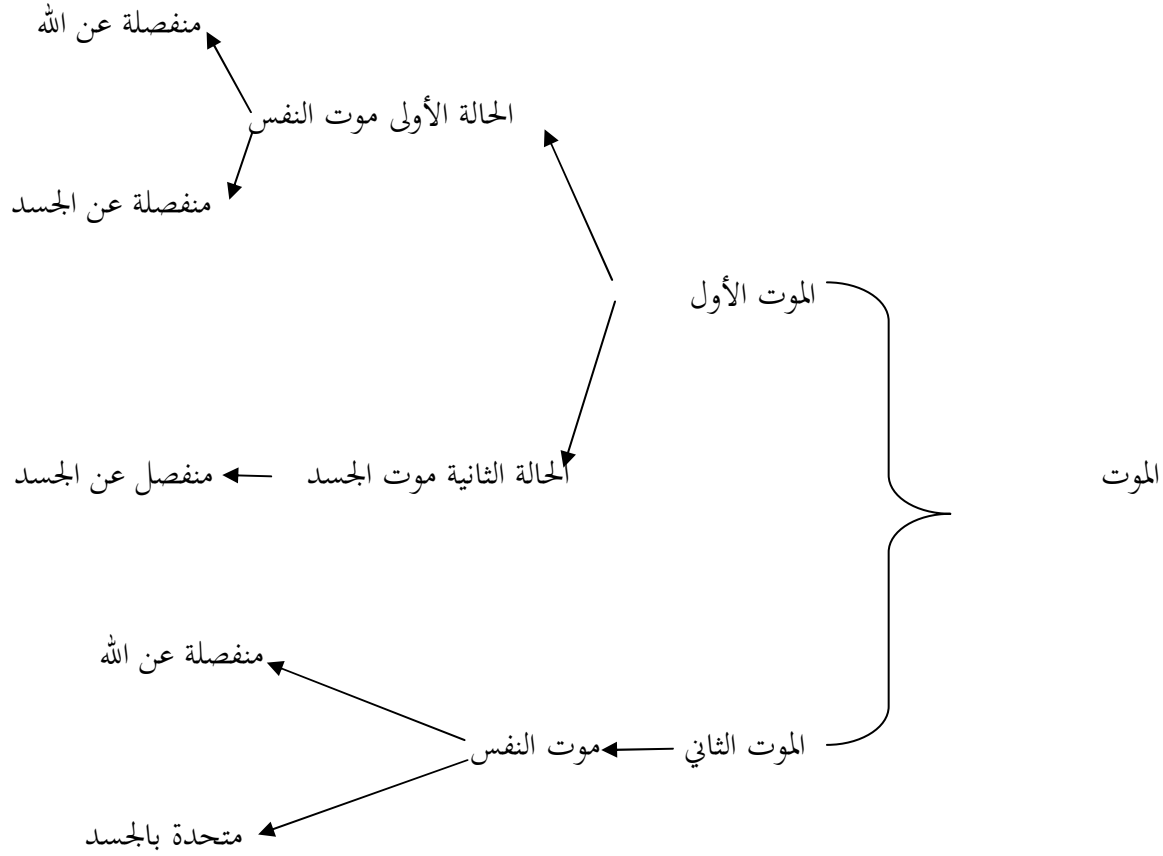 منفصلة عن الله
الحالة الأولى موت النفس
منفصلة عن الجسد
الموت الأول
الموت
الحالة الثانية موت الجسد
منفصل عن الجسد
منفصلة عن الله
الموت الثاني
موت النفس
متحدة بالجسد